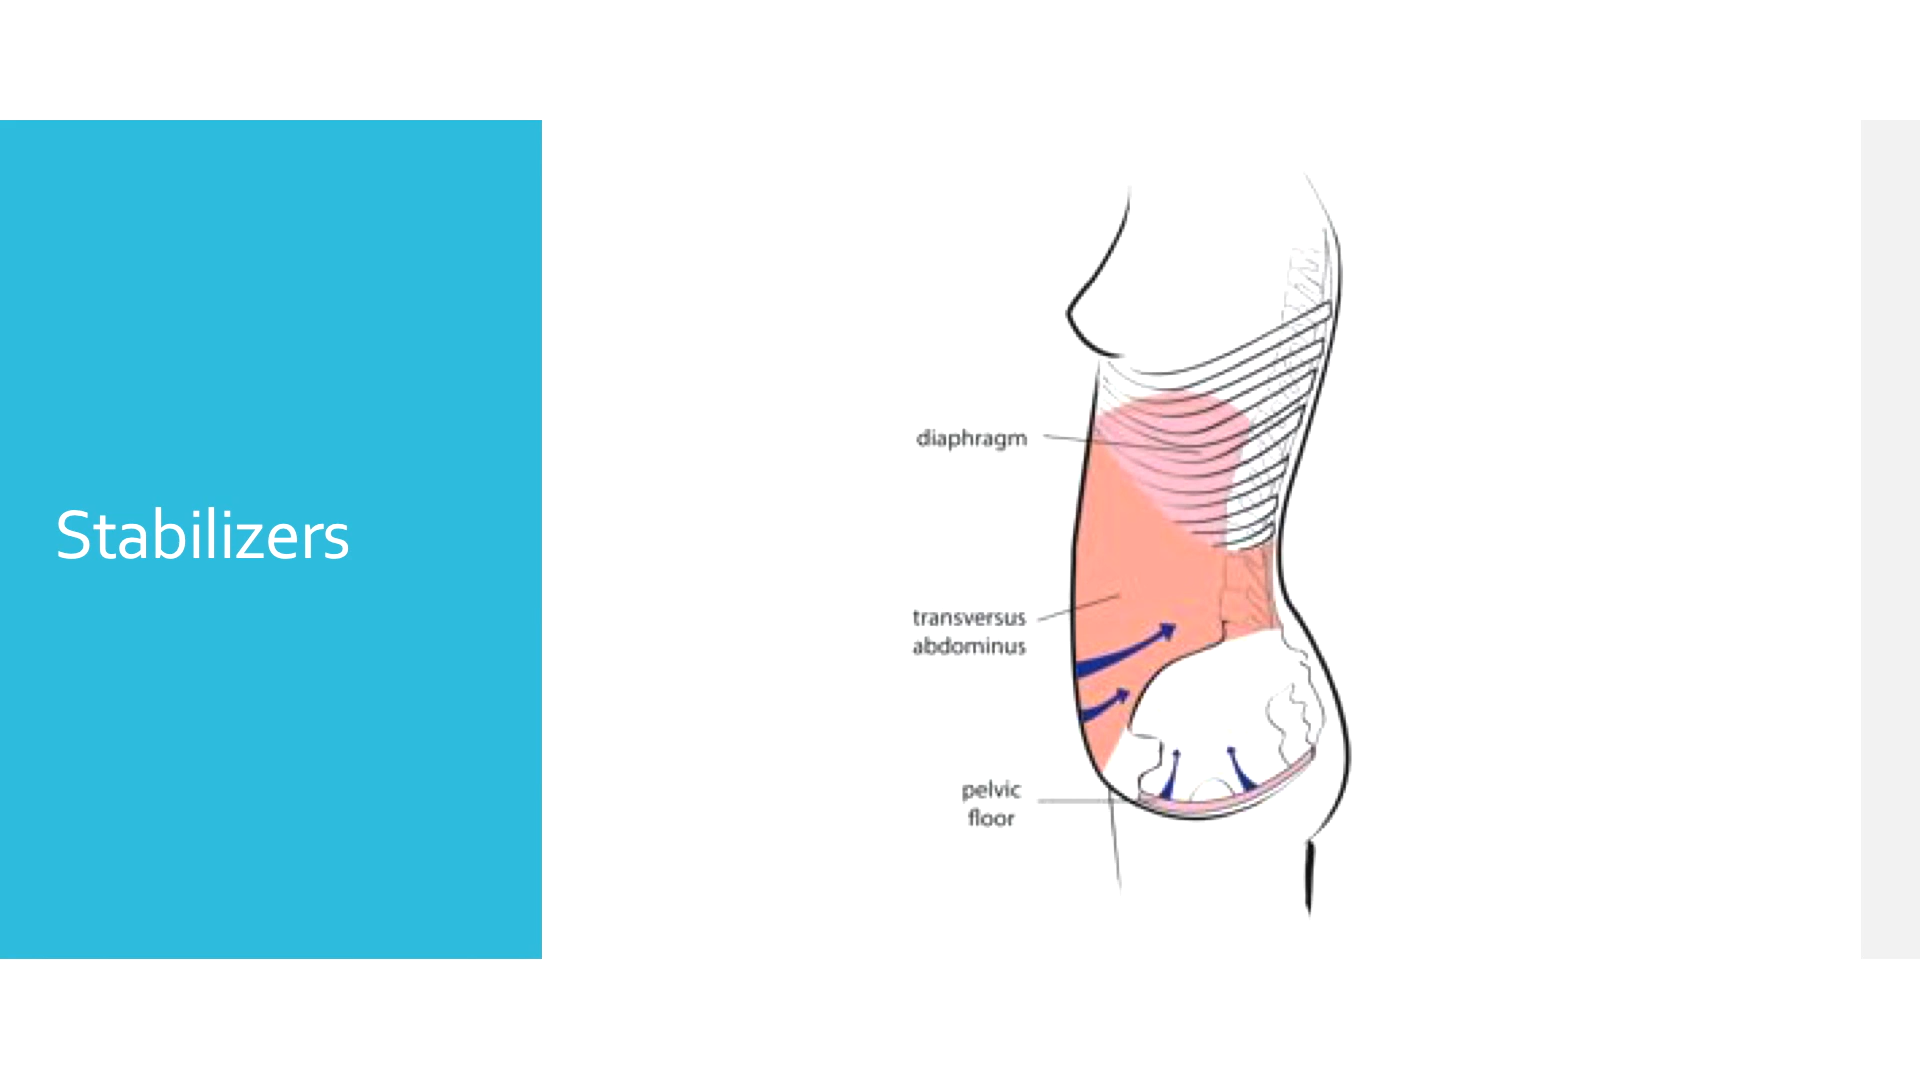 Stabilizers
diaphragm
transversus
abdominus
pelvic
floor